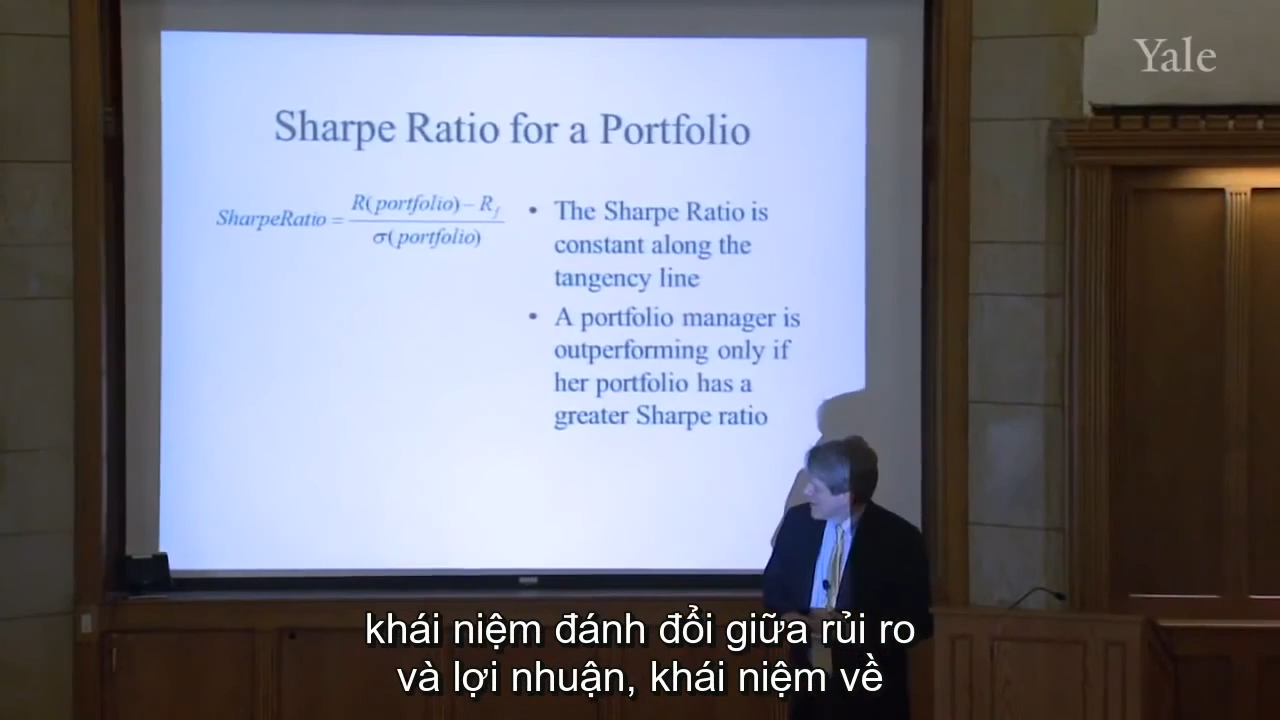 Yale
Sharpe Ratio for a Portfolio
SharpeRatio = R(portfolio) − R_f / σ(portfolio)
• The Sharpe Ratio is
constant along the
tangency line
• A portfolio manager is
outperforming only if
her portfolio has a
greater Sharpe ratio
khái niệm đánh đổi giữa rủi ro
và lợi nhuận, khái niệm về